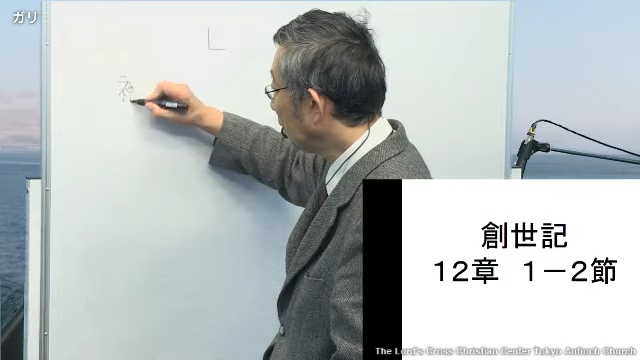 ガリ
創世記
12章 1－2節
The Lord's Cross Christian Center Tokyo Antioch Church